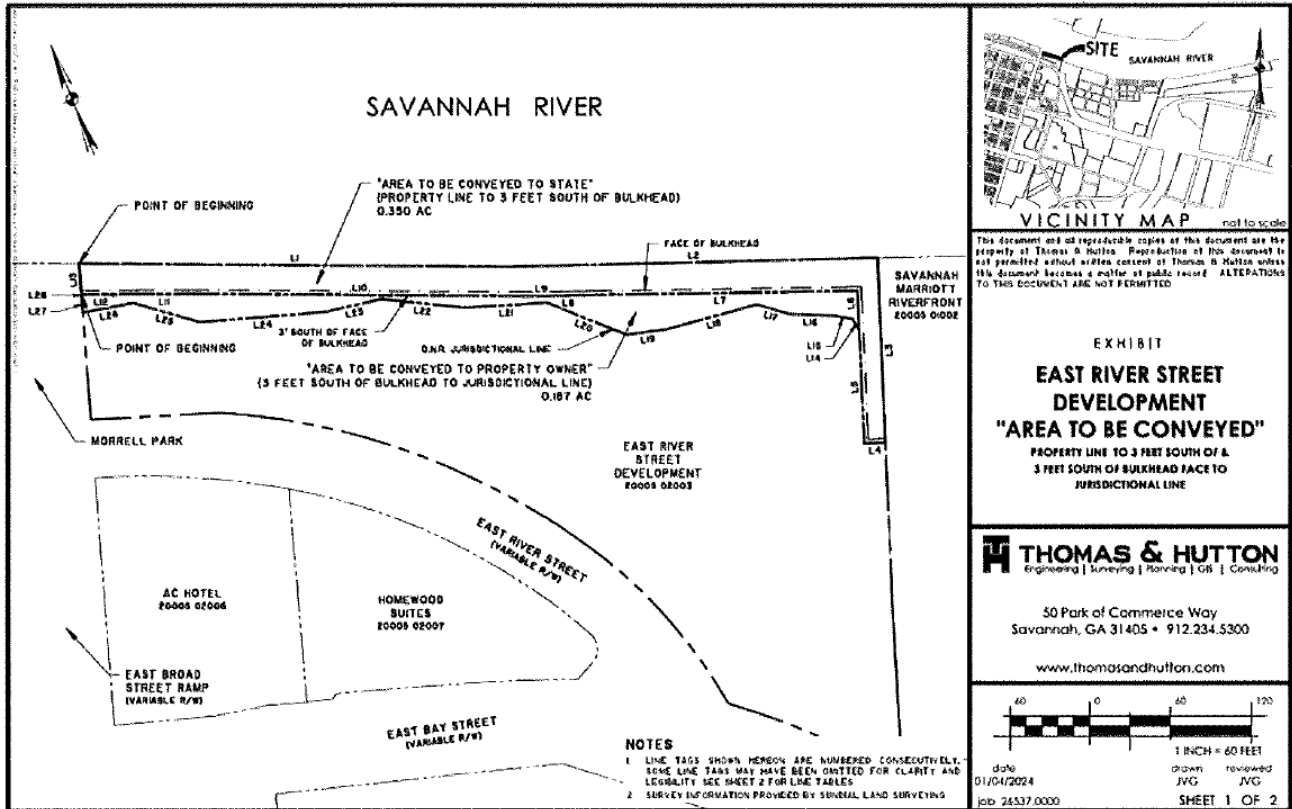 SAVANNAH RIVER
"AREA TO BE CONVEYED TO STATE"
(PROPERTY LINE TO 3 FEET SOUTH OF BULKHEAD)
0.350 AC
POINT OF BEGINNING
FACE OF BULKHEAD
L1
L2
SAVANNAH
MARRIOTT
RIVERFRONT
20005 01002
L28
L27
L12
L11
L10
L9
L7
L6
L26
L25
L24
L23
L22
L21
L8
L20
L19
L18
L17
L16
L15
L14
L3
L5
L4
3' SOUTH OF FACE
OF BULKHEAD
D.N.R. JURISDICTIONAL LINE
POINT OF BEGINNING
"AREA TO BE CONVEYED TO PROPERTY OWNER"
(3 FEET SOUTH OF BULKHEAD TO JURISDICTIONAL LINE)
0.187 AC
MORRELL PARK
EAST RIVER
STREET
DEVELOPMENT
20005 02003
EAST RIVER STREET
(VARIABLE R/W)
AC HOTEL
20005 02006
HOMEWOOD
SUITES
20005 02007
EAST BROAD
STREET RAMP
(VARIABLE R/W)
EAST BAY STREET
(VARIABLE R/W)
NOTES
1 LINE TAGS SHOWN HEREON ARE NUMBERED CONSECUTIVELY.
SOME LINE TAGS MAY HAVE BEEN OMITTED FOR CLARITY AND
LEGIBILITY SEE SHEET 2 FOR LINE TABLES
2 SURVEY INFORMATION PROVIDED BY SUNDIAL LAND SURVEYING
SITE
SAVANNAH RIVER
VICINITY MAP
not to scale
This document and all reproducible copies of this document are the
property of Thomas & Hutton. Reproduction of this document is
not permitted without written consent of Thomas & Hutton unless
this document becomes a matter of public record. ALTERATIONS
TO THIS DOCUMENT ARE NOT PERMITTED
EXHIBIT
EAST RIVER STREET
DEVELOPMENT
"AREA TO BE CONVEYED"
PROPERTY LINE TO 3 FEET SOUTH OF &
3 FEET SOUTH OF BULKHEAD FACE TO
JURISDICTIONAL LINE
THOMAS & HUTTON
Engineering | Surveying | Planning | GIS | Consulting
50 Park of Commerce Way
Savannah, GA 31405 • 912.234.5300
www.thomasandhutton.com
60 0 60 120
1 INCH = 60 FEET
date
01/04/2024
drawn
JVG
reviewed
JVG
job 26537.0000
SHEET 1 OF 2